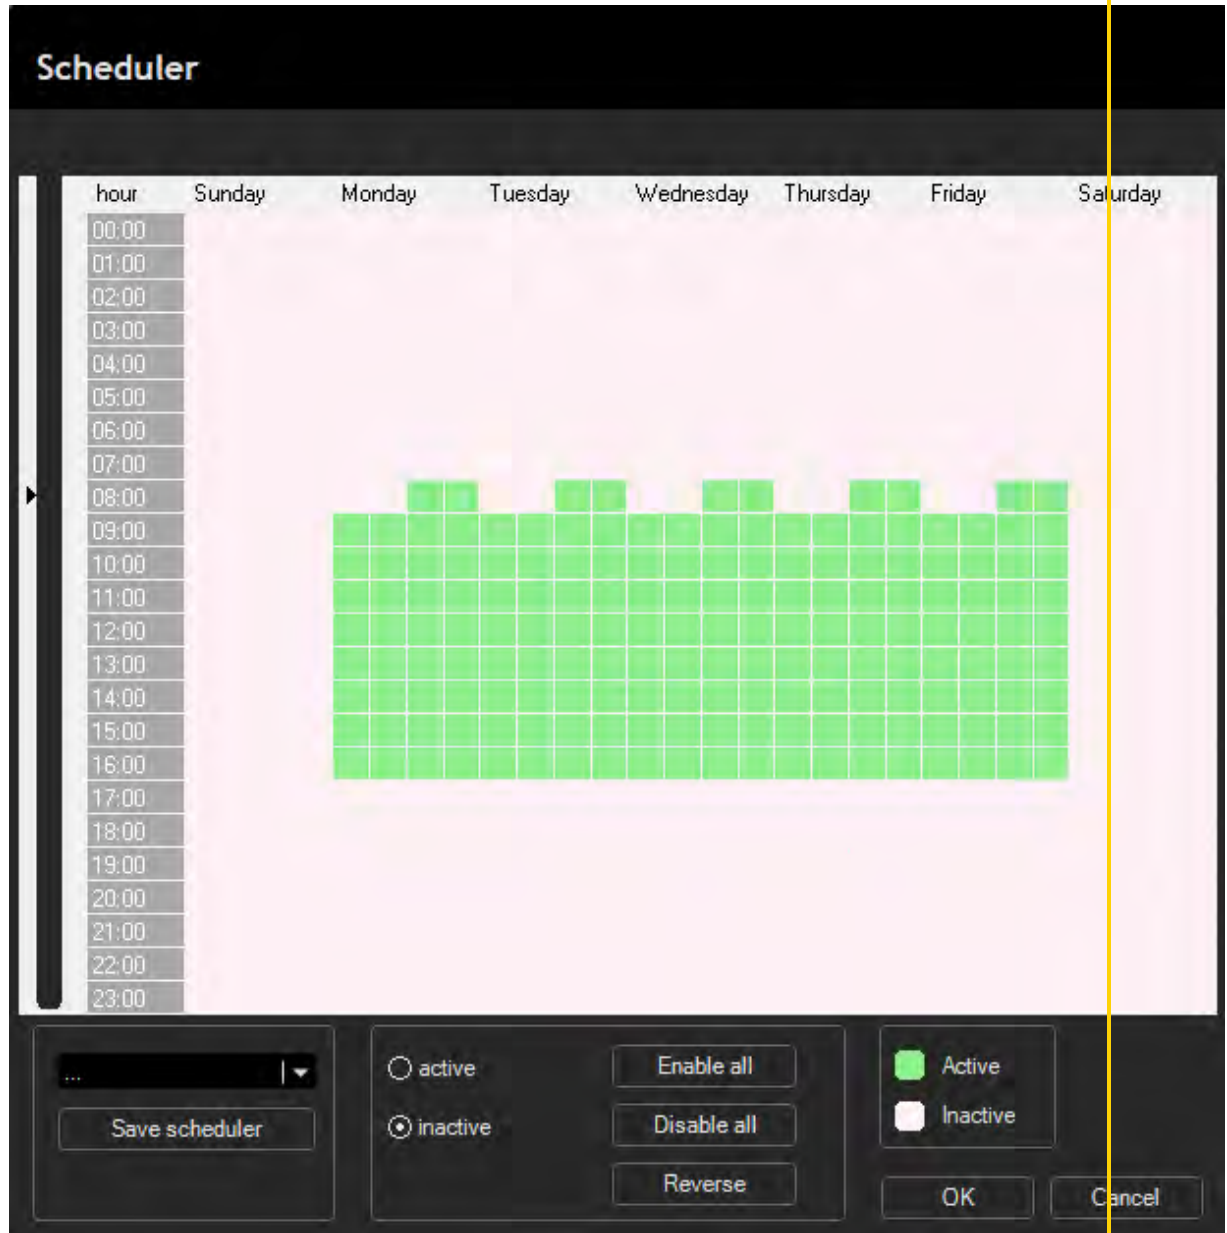 Scheduler
hour Sunday Monday Tuesday Wednesday Thursday Friday Saturday
00:00
01:00
02:00
03:00
04:00
05:00
06:00
07:00
08:00
09:00
10:00
11:00
12:00
13:00
14:00
15:00
16:00
17:00
18:00
19:00
20:00
21:00
22:00
23:00
... 
Save scheduler
active
inactive
Enable all
Disable all
Reverse
Active
Inactive
OK
Cancel